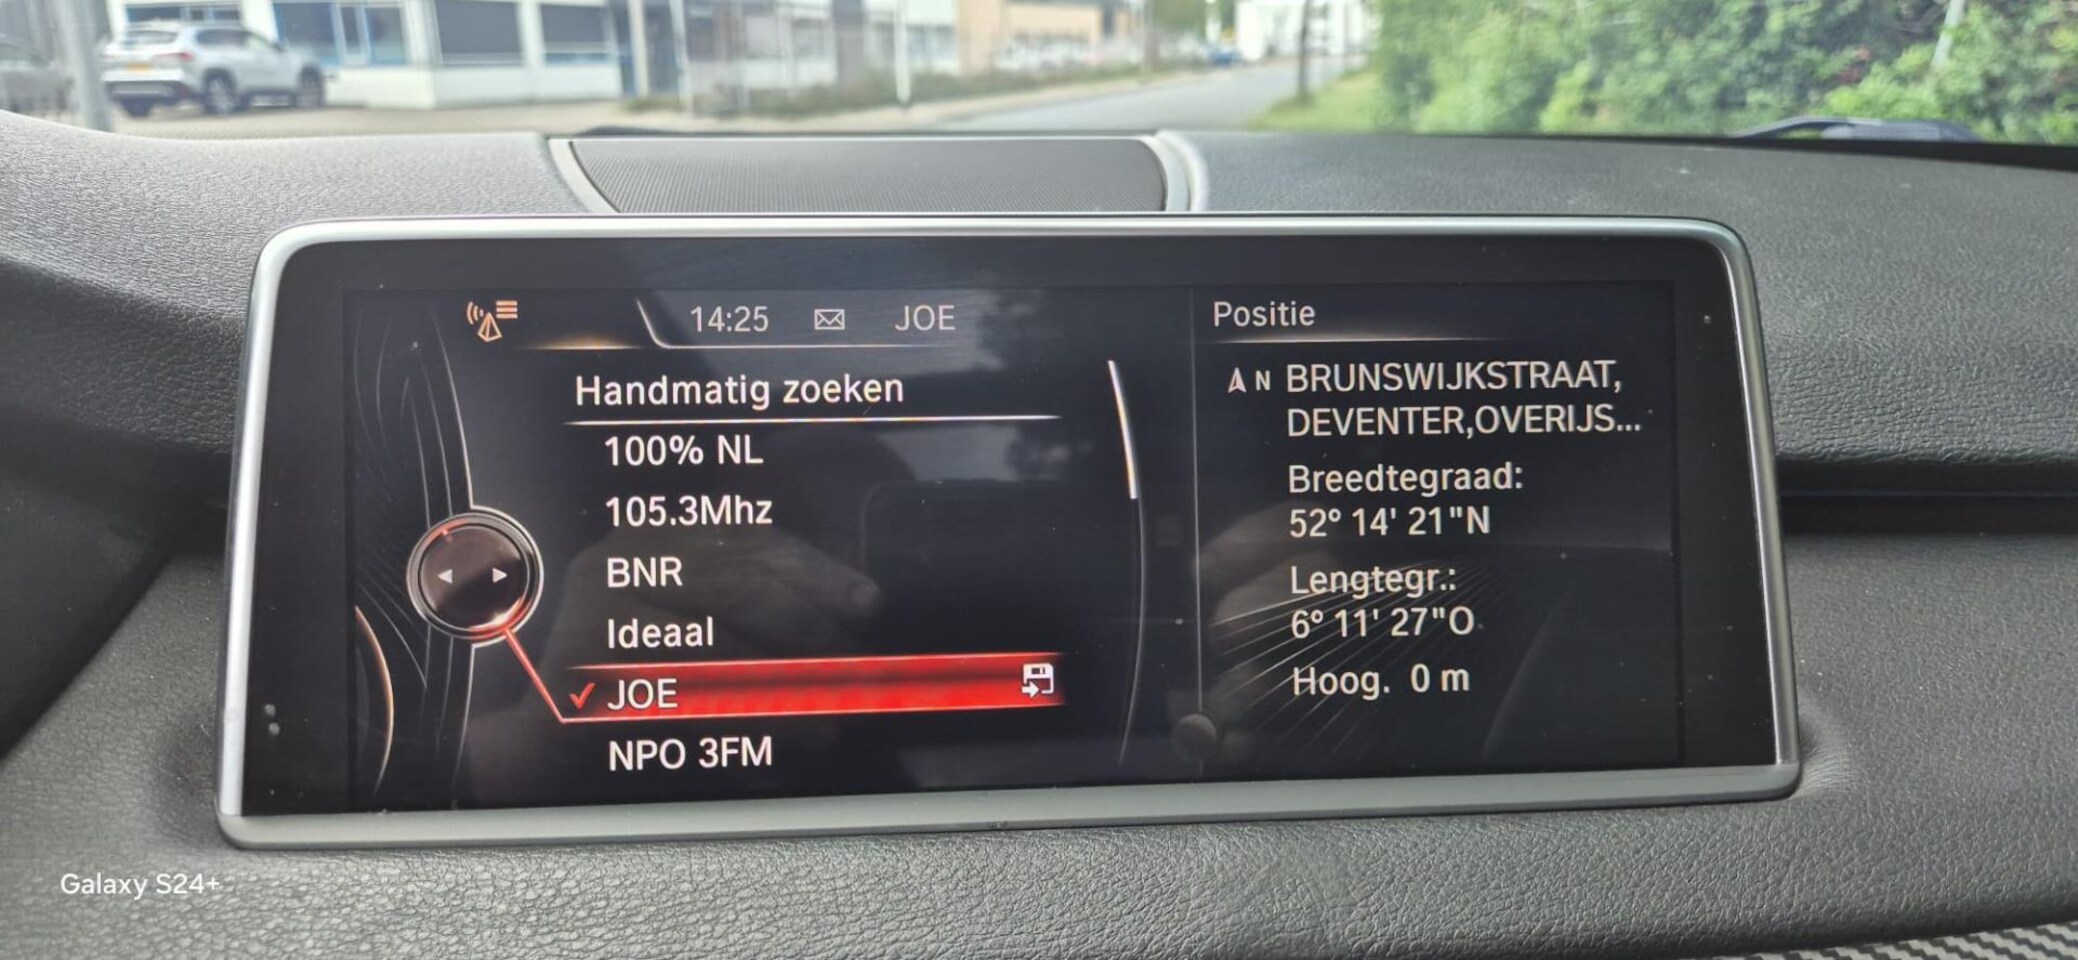 14:25 JOE
Handmatig zoeken
100% NL
105.3Mhz
BNR
Ideaal
JOE
NPO 3FM
Positie
N BRUNSWIJKSTRAAT,
DEVENTER,OVERIJS...
Breedtegraad:
52° 14' 21"N
Lengtegr.:
6° 11' 27"O
Hoog. 0 m
Galaxy S24+